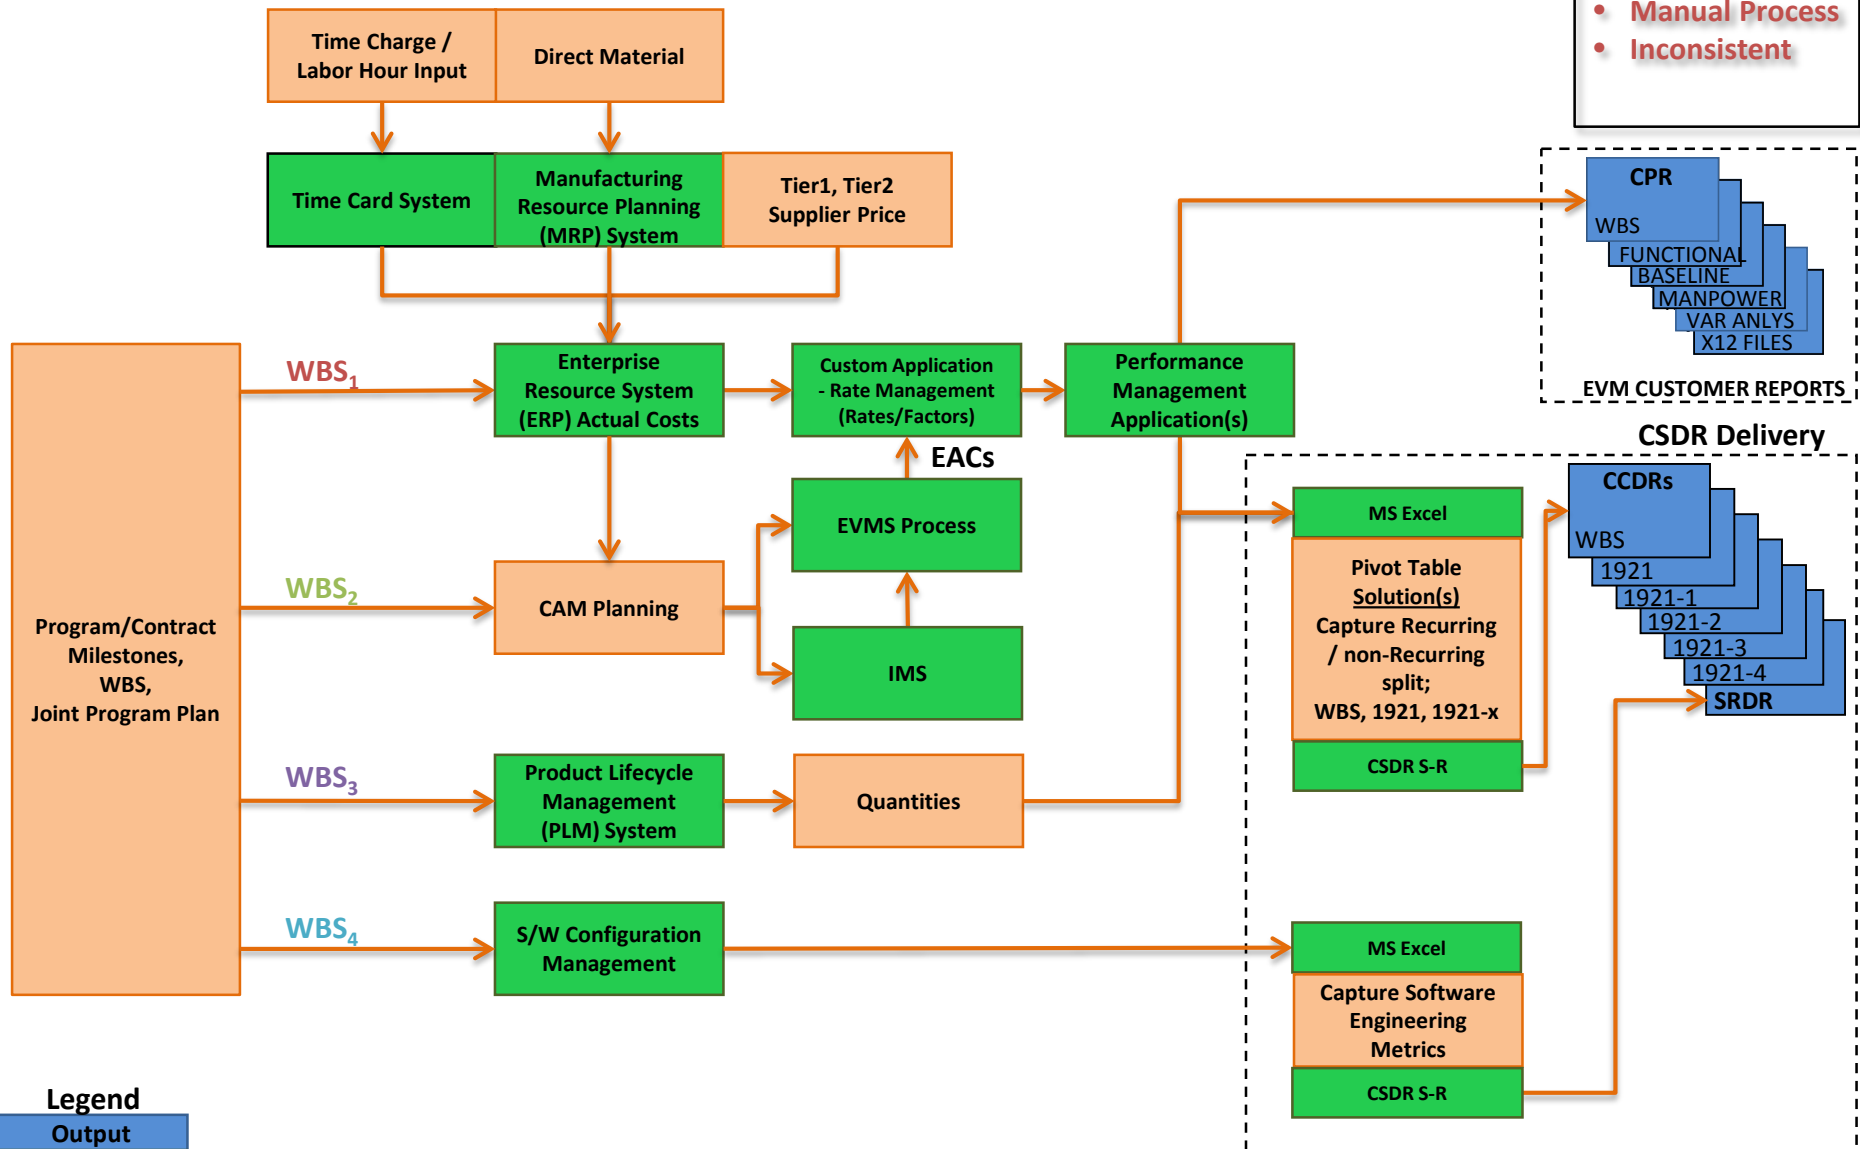 • Manual Process
• Inconsistent
Time Charge /
Labor Hour Input
Direct Material
Time Card System
Manufacturing
Resource Planning
(MRP) System
Tier1, Tier2
Supplier Price
CPR
WBS
FUNCTIONAL
BASELINE
MANPOWER
VAR ANLYS
X12 FILES
EVM CUSTOMER REPORTS
Program/Contract
Milestones,
WBS,
Joint Program Plan
WBS1
Enterprise
Resource System
(ERP) Actual Costs
Custom Application
- Rate Management
(Rates/Factors)
Performance
Management
Application(s)
EACs
EVMS Process
WBS2
CAM Planning
IMS
WBS3
Product Lifecycle
Management
(PLM) System
Quantities
WBS4
S/W Configuration
Management
CSDR Delivery
MS Excel
Pivot Table
Solution(s)
Capture Recurring
/ non-Recurring
split;
WBS, 1921, 1921-x
CSDR S-R
CCDRs
WBS
1921
1921-1
1921-2
1921-3
1921-4
SRDR
MS Excel
Capture Software
Engineering
Metrics
CSDR S-R
Legend
Output